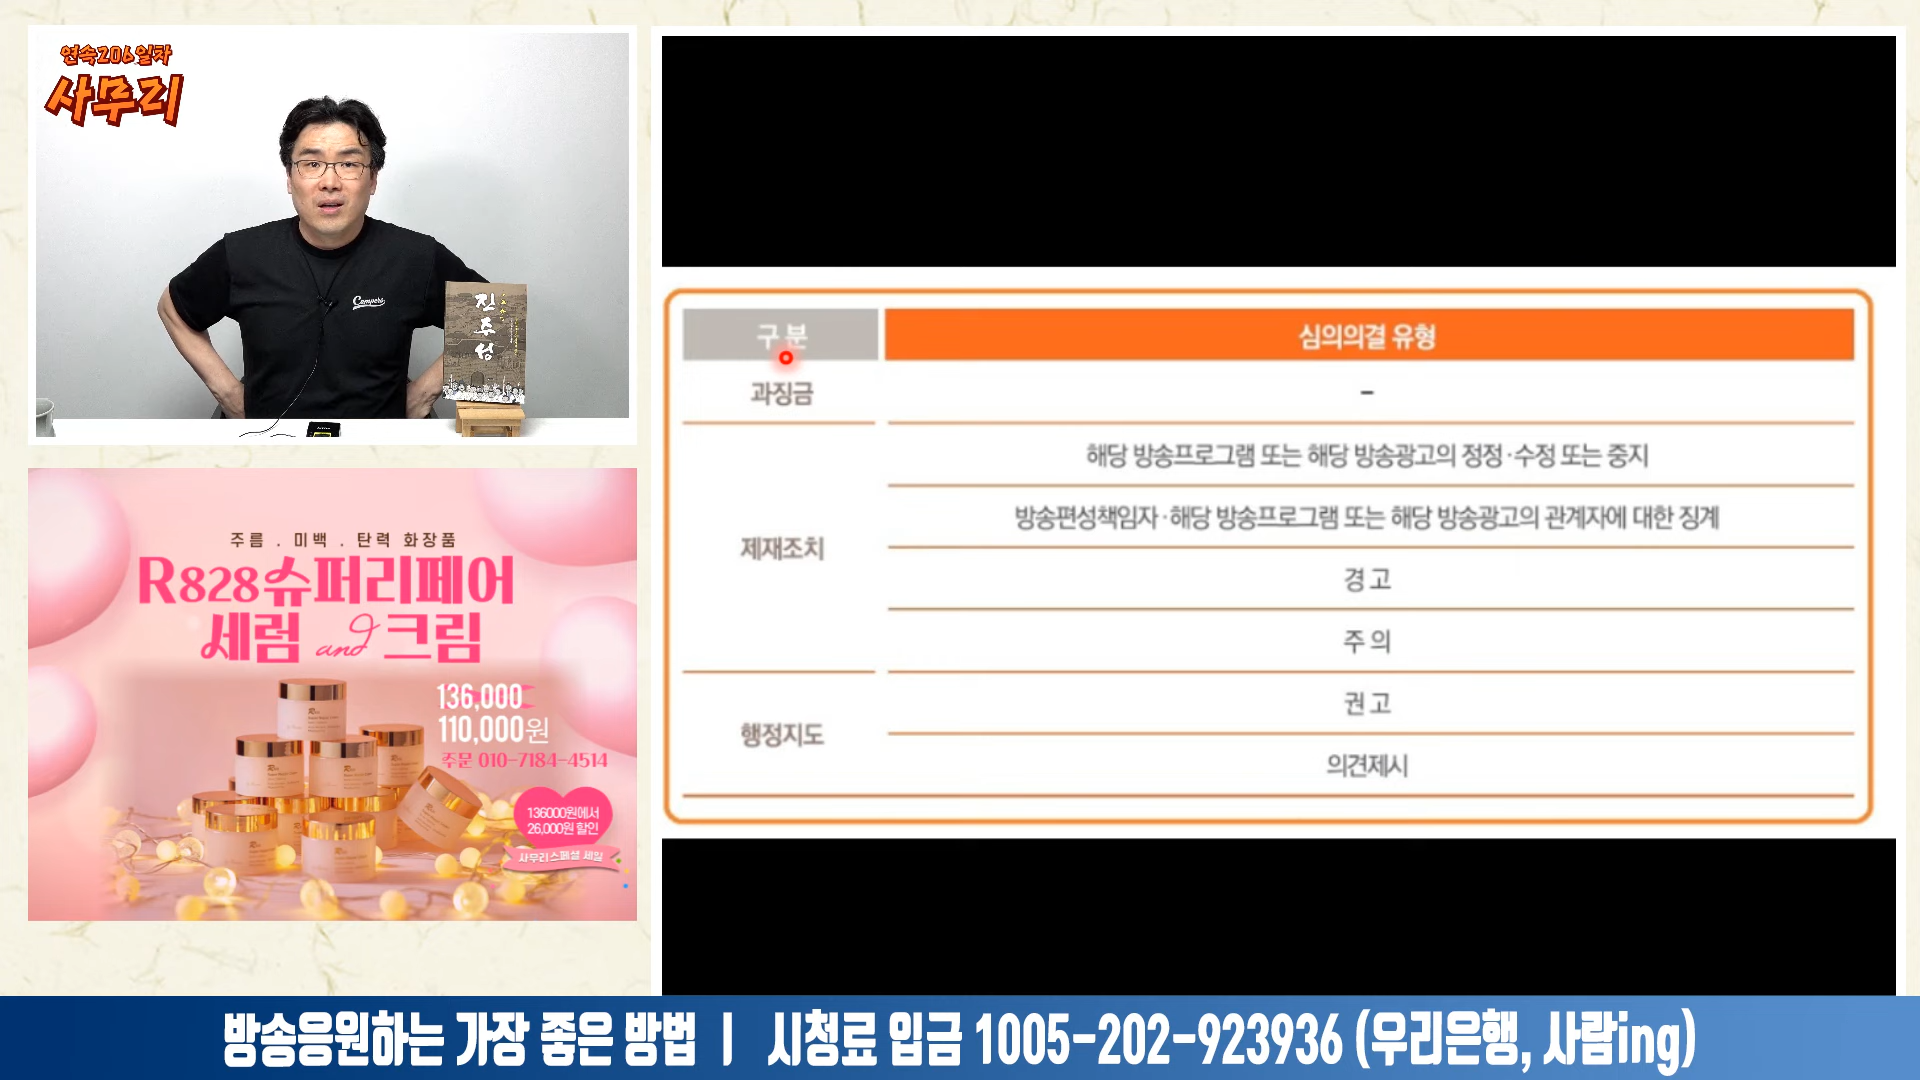 연속206일차
사무리
Campers
진주성
주름 . 미백 . 탄력 화장품
R828슈퍼리페어
세럼 and 크림
136,000
110,000원
주문 010-7184-4514
136000원에서
26,000원 할인
사무리스페셜 세일
구 분
심의의결 유형
과징금
–
제재조치
해당 방송프로그램 또는 해당 방송광고의 정정·수정 또는 중지
방송편성책임자·해당 방송프로그램 또는 해당 방송광고의 관계자에 대한 징계
경 고
주 의
행정지도
권 고
의견제시
방송응원하는 가장 좋은 방법 ㅣ 시청료 입금 1005-202-923936 (우리은행, 사람ing)